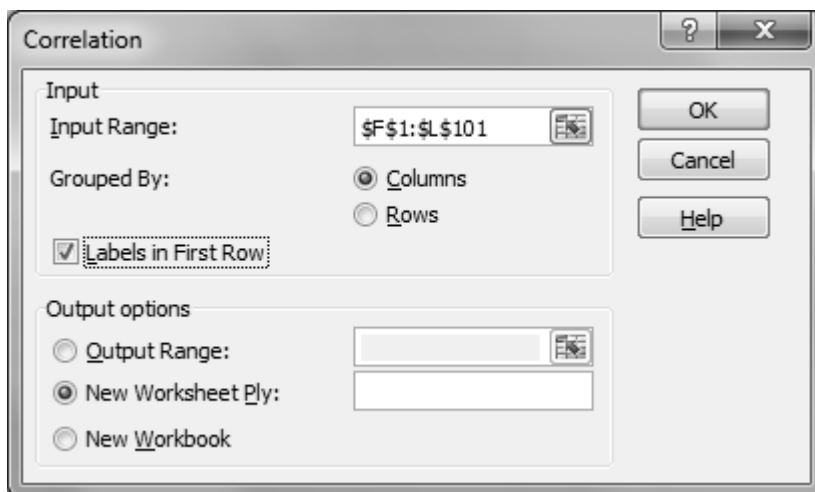 Correlation
?
X
Input
Input Range:
$F$1:$L$101
Grouped By:
Columns
Rows
Labels in First Row
OK
Cancel
Help
Output options
Output Range:
New Worksheet Ply:
New Workbook